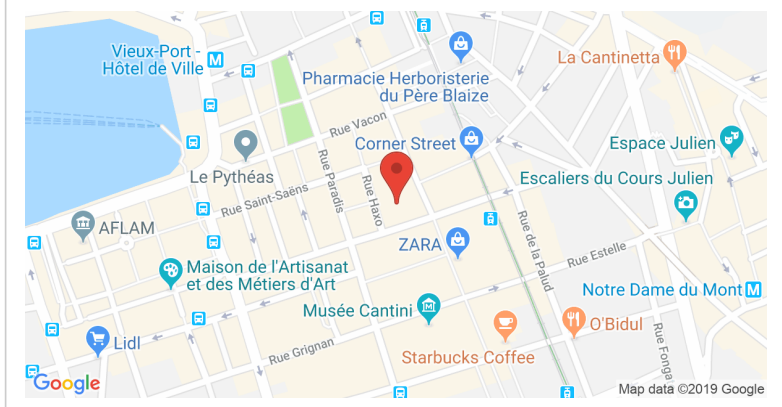 Vieux-Port -
Hôtel de Ville
M
La Cantinetta
Pharmacie Herboristerie
du Père Blaize
Rue Vacon
Corner Street
Espace Julien
Le Pythéas
Escaliers du Cours Julien
Rue Saint-Saëns
Rue Paradis
Rue Haxo
AFLAM
ZARA
Rue de la Palud
Rue Estelle
Maison de l'Artisanat
et des Métiers d'Art
Notre Dame du Mont
M
Musée Cantini
O'Bidul
Lidl
Rue Grignan
Starbucks Coffee
Rue Fonga
Google
Map data ©2019 Google